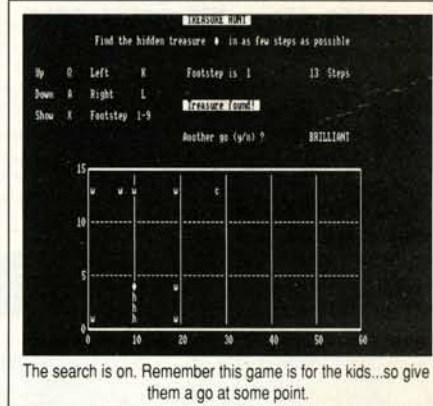 TREASURE HUNT
Find the hidden treasure ♦ in as few steps as possible
Up Q Left K Footstep is 1 13 Steps
Down A Right L
Show X Footstep 1-9 Treasure found!
Another go (y/n) ? BRILLIANT
15
w w w w c
10
5
♦ w
h
h
w h w
0
0 10 20 30 40 50 60
The search is on. Remember this game is for the kids...so give
them a go at some point.